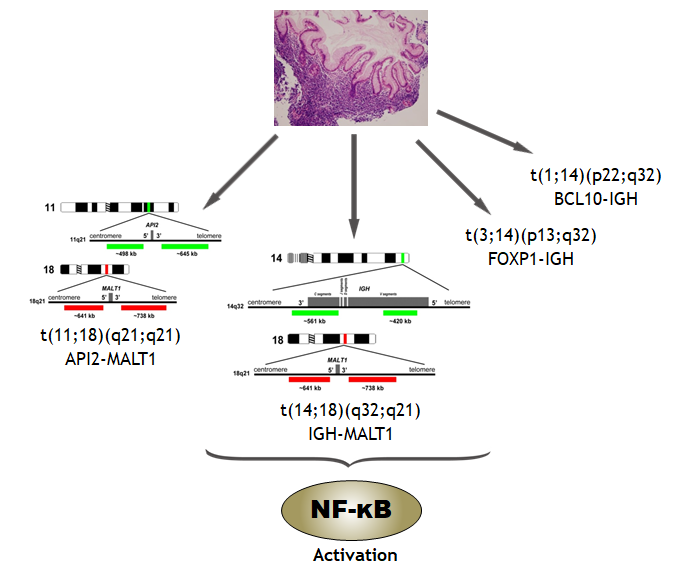 t(1;14)(p22;q32)
BCL10-IGH
t(3;14)(p13;q32)
FOXP1-IGH
11
API2
centromere 5' 3' telomere
11q21
~498 kb ~645 kb
18
MALT1
centromere 5' 3' telomere
18q21
~641 kb ~738 kb
t(11;18)(q21;q21)
API2-MALT1
14
IGH
C segments
V segments
centromere 3' 5' telomere
14q32
~561 kb ~420 kb
18
MALT1
centromere 5' 3' telomere
18q21
~641 kb ~738 kb
t(14;18)(q32;q21)
IGH-MALT1
NF-κB
Activation